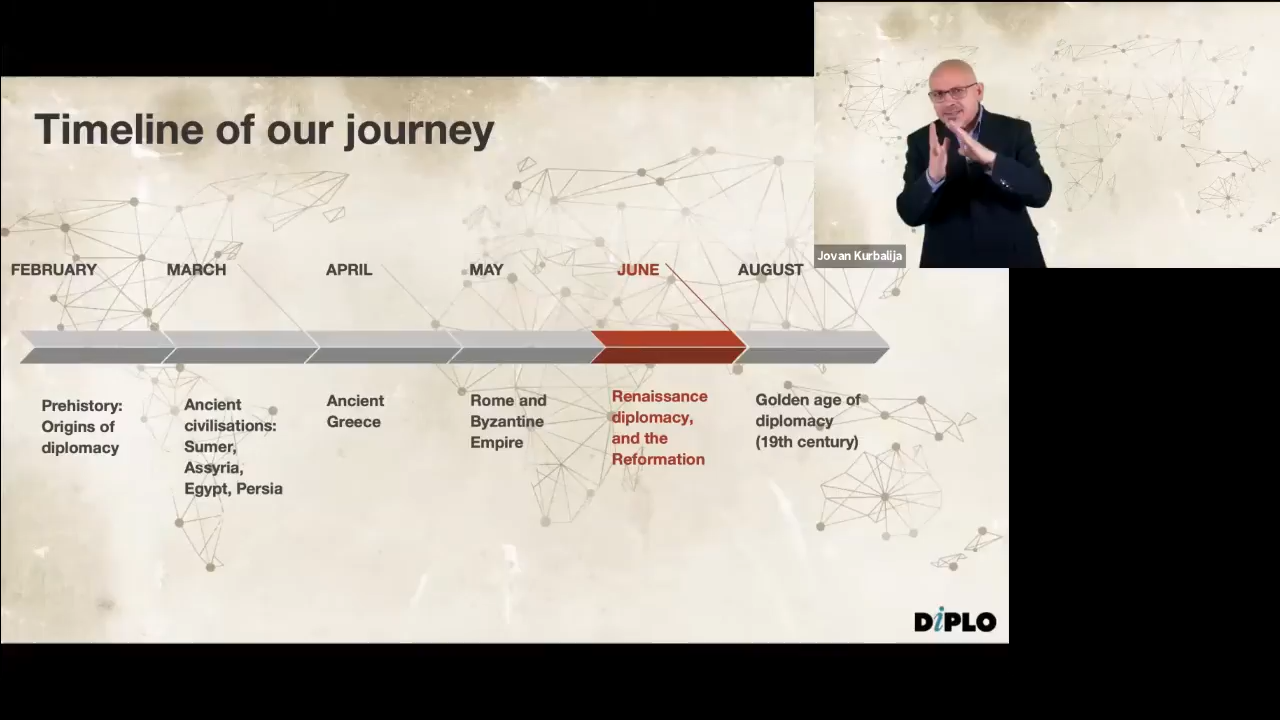 Timeline of our journey
Jovan Kurbalija
FEBRUARY
MARCH
APRIL
MAY
JUNE
AUGUST
Prehistory:
Origins of
diplomacy
Ancient
civilisations:
Sumer,
Assyria,
Egypt, Persia
Ancient
Greece
Rome and
Byzantine
Empire
Renaissance
diplomacy,
and the
Reformation
Golden age of
diplomacy
(19th century)
DiPLO